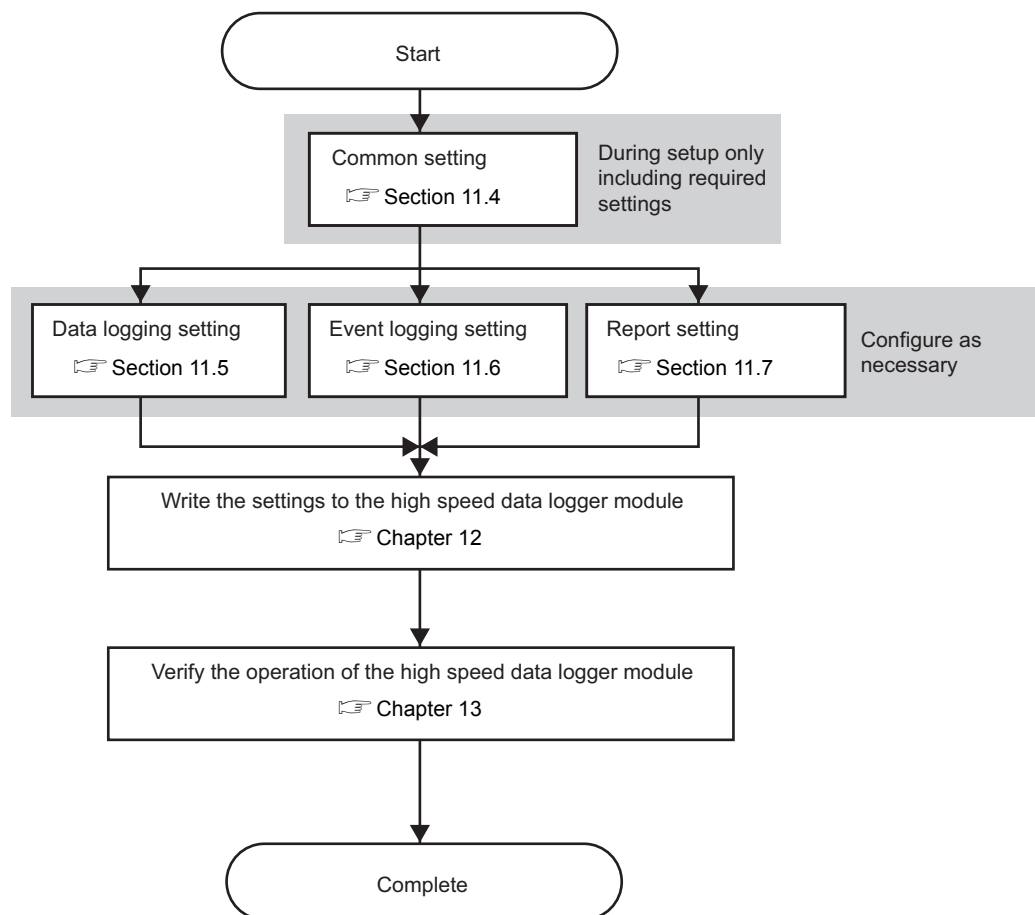 Start
Common setting
☞ Section 11.4
During setup only
including required
settings
Data logging setting
☞ Section 11.5
Event logging setting
☞ Section 11.6
Report setting
☞ Section 11.7
Configure as
necessary
Write the settings to the high speed data logger module
☞ Chapter 12
Verify the operation of the high speed data logger module
☞ Chapter 13
Complete